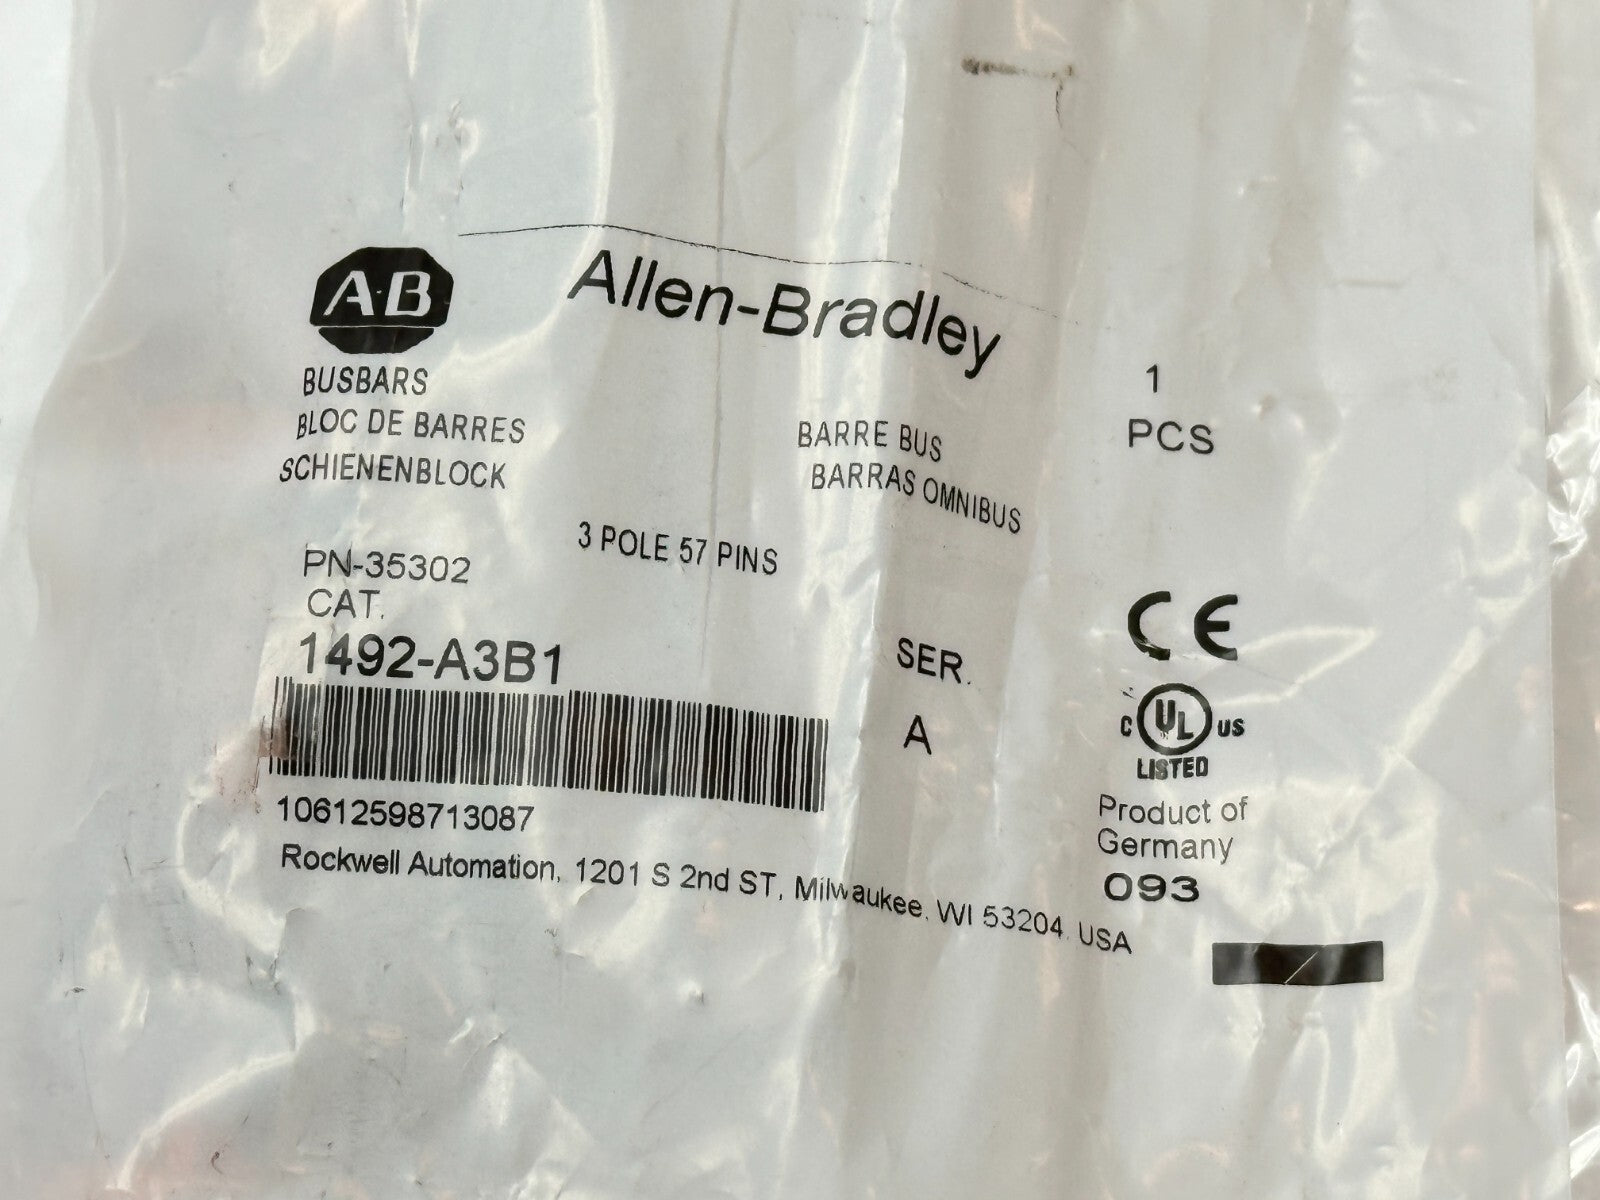 A·B Allen-Bradley
BUSBARS
BLOC DE BARRES
SCHIENENBLOCK
BARRE BUS
BARRAS OMNIBUS
1
PCS
3 POLE 57 PINS
PN-35302
CAT.
1492-A3B1
SER.
A
10612598713087
Rockwell Automation, 1201 S 2nd ST, Milwaukee, WI 53204, USA
CE
C UL US
LISTED
Product of
Germany
093